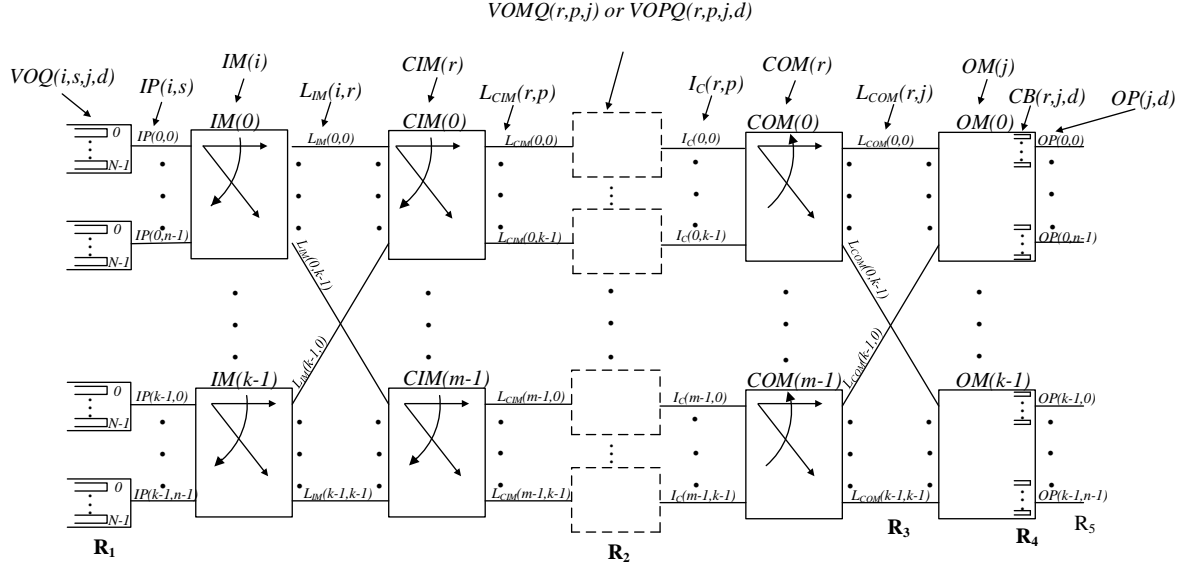 VOMQ(r,p,j) or VOPQ(r,p,j,d)
VOQ(i,s,j,d)
IP(i,s)
IM(i)
L_IM(i,r)
CIM(r)
L_CIM(r,p)
I_C(r,p)
COM(r)
L_COM(r,j)
OM(j)
CB(r,j,d)
OP(j,d)
0
N-1
IP(0,0)
IM(0)
L_IM(0,0)
CIM(0)
L_CIM(0,0)
I_C(0,0)
COM(0)
L_COM(0,0)
OM(0)
OP(0,0)
0
N-1
IP(0,n-1)
L_IM(0,k-1)
L_CIM(0,k-1)
I_C(0,k-1)
L_COM(0,k-1)
OP(0,n-1)
L_IM(k-1,0)
L_COM(k-1,0)
0
N-1
IP(k-1,0)
IM(k-1)
CIM(m-1)
L_CIM(m-1,0)
I_C(m-1,0)
COM(m-1)
OM(k-1)
OP(k-1,0)
0
N-1
IP(k-1,n-1)
L_IM(k-1,k-1)
L_CIM(m-1,k-1)
I_C(m-1,k-1)
L_COM(k-1,k-1)
OP(k-1,n-1)
R1
R2
R3
R4
R5